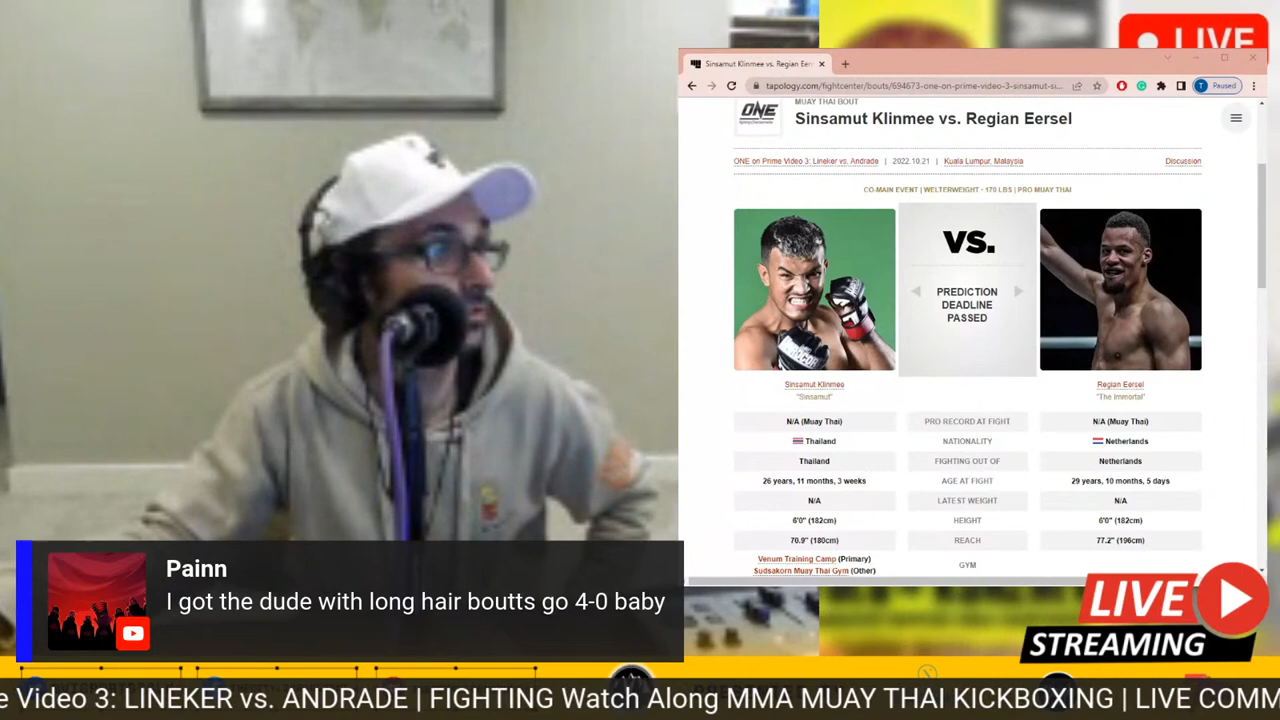 LIVE
Sinsamut Klinmee vs. Regian Eer
tapology.com/fightcenter/bouts/694673-one-on-prime-video-3-sinsamut-si...
T Paused
ONE
MUAY THAI BOUT
Sinsamut Klinmee vs. Regian Eersel
ONE on Prime Video 3: Lineker vs. Andrade | 2022.10.21 | Kuala Lumpur, Malaysia
Discussion
CO-MAIN EVENT | WELTERWEIGHT · 170 LBS | PRO MUAY THAI
VS.
PREDICTION
DEADLINE
PASSED
Sinsamut Klinmee
"Sinsamut"
Regian Eersel
"The Immortal"
N/A (Muay Thai) PRO RECORD AT FIGHT N/A (Muay Thai)
Thailand NATIONALITY Netherlands
Thailand FIGHTING OUT OF Netherlands
26 years, 11 months, 3 weeks AGE AT FIGHT 29 years, 10 months, 5 days
N/A LATEST WEIGHT N/A
6'0" (182cm) HEIGHT 6'0" (182cm)
70.9" (180cm) REACH 77.2" (196cm)
Venum Training Camp (Primary)
Sudsakorn Muay Thai Gym (Other)
GYM
Painn
I got the dude with long hair boutts go 4-0 baby
LIVE
STREAMING
e Video 3: LINEKER vs. ANDRADE | FIGHTING Watch Along MMA MUAY THAI KICKBOXING | LIVE COMM